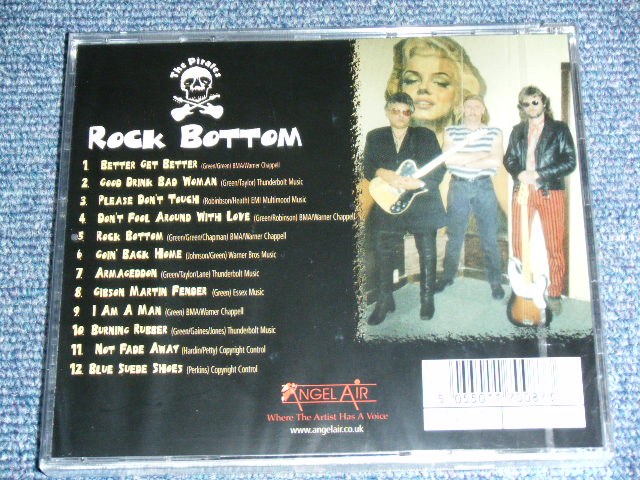 The Pirates
ROCK BOTTOM
1. BETTER GET BETTER (Green/Green) BMA/Warner Chappell
2. GOOD DRINK BAD WOMAN (Green/Taylor) Thunderbolt Music
3. PLEASE DON'T TOUCH (Robinbson/Heath) EMI Multimood Music
4. DON'T FOOL AROUND WITH LOVE (Green/Robinson) BMA/Warner Chappell
5. ROCK BOTTOM (Green/Green/Chapman) BMA/Warner Chappell
6. GOIN' BACK HOME (Johnson/Green) Warner Bros Music
7. ARMAGEDDON (Green/Taylor/Lane) Thunderbolt Music
8. GIBSON MARTIN FENDER (Green) Essex Music
9. I AM A MAN (Green) BMA/Warner Chappell
10 BURNING RUBBER (Green/Gaines/Jones) Thunderbolt Music
11. NOT FADE AWAY (Hardin/Petty) Copyright Control
12. BLUE SUEDE SHOES (Perkins) Copyright Control
ANGEL AIR
Where The Artist Has A Voice
www.angelair.co.uk